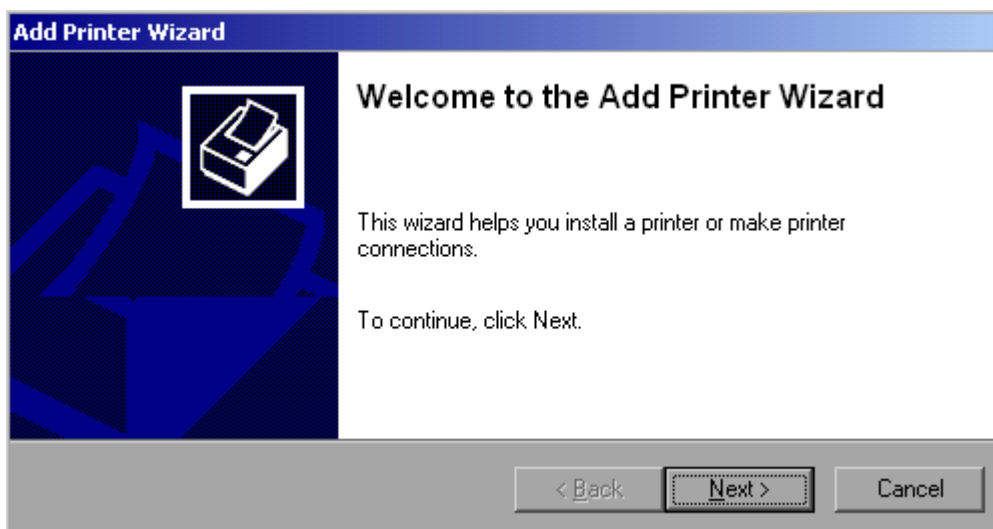 Add Printer Wizard
Welcome to the Add Printer Wizard
This wizard helps you install a printer or make printer
connections.
To continue, click Next.
< Back
Next >
Cancel